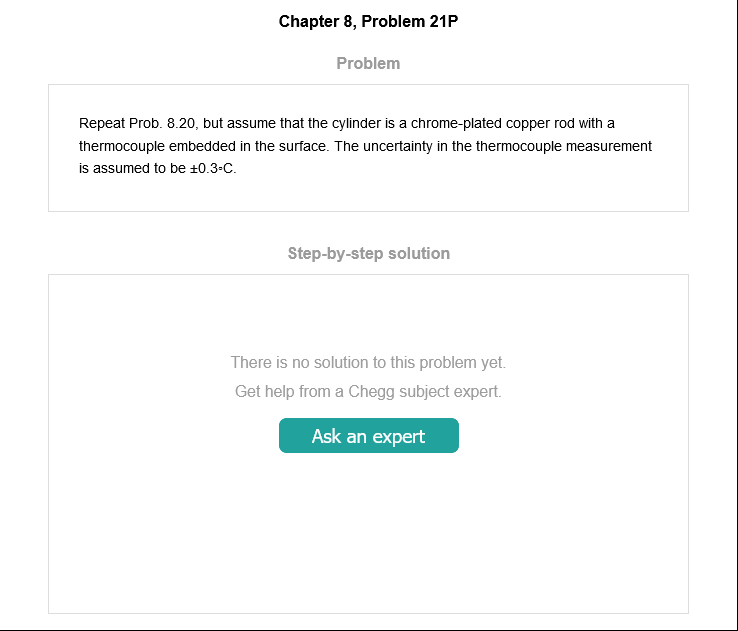 Chapter 8, Problem 21P
Problem
Repeat Prob. 8.20, but assume that the cylinder is a chrome-plated copper rod with a
thermocouple embedded in the surface. The uncertainty in the thermocouple measurement
is assumed to be ±0.3◦C.
Step-by-step solution
There is no solution to this problem yet.
Get help from a Chegg subject expert.
Ask an expert